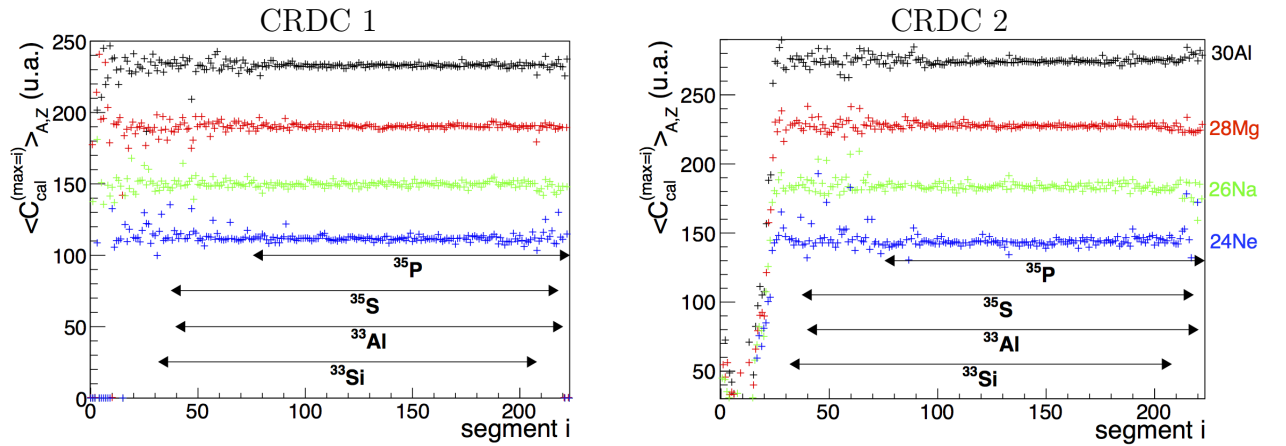 CRDC 1
CRDC 2
<C_cal^(max=i)>_A,Z (u.a.)
250
200
150
100
50
0
³⁵P
³⁵S
³³Al
³³Si
0 50 100 150 200
segment i
<C_cal^(max=i)>_A,Z (u.a.)
250
200
150
100
50
30Al
28Mg
26Na
24Ne
³⁵P
³⁵S
³³Al
³³Si
0 50 100 150 200
segment i